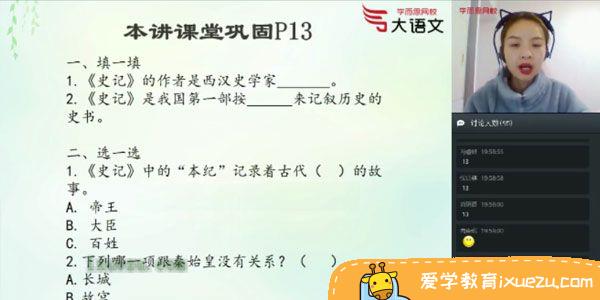 本讲课堂巩固P13
学而思网校
大语文
一、填一填
1.《史记》的作者是西汉史学家______。
2.《史记》是我国第一部按_____来记叙历史的
史书。
二、选一选
1.《史记》中的“本纪”记录着古代（ ）的故
事。
A. 帝王
B. 大臣
C. 百姓
2.下列哪一项跟秦始皇没有关系？（ ）
A.长城
B.故宫
学而思网校
讨论人数
19:58:55
13
19:58:58
13
19:59:00
13
19:59:00
爱学教育ixuezu.com